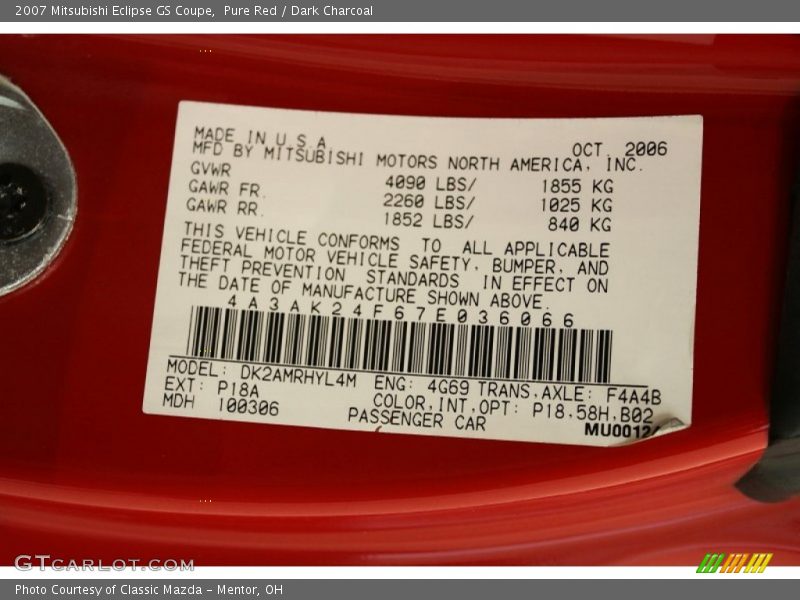 2007 Mitsubishi Eclipse GS Coupe,  Pure Red / Dark Charcoal
MADE IN U.S.A. OCT. 2006
MFD BY MITSUBISHI MOTORS NORTH AMERICA, INC.
GVWR 4090 LBS/ 1855 KG
GAWR FR. 2260 LBS/ 1025 KG
GAWR RR. 1852 LBS/ 840 KG
THIS VEHICLE CONFORMS TO ALL APPLICABLE
FEDERAL MOTOR VEHICLE SAFETY, BUMPER, AND
THEFT PREVENTION STANDARDS IN EFFECT ON
THE DATE OF MANUFACTURE SHOWN ABOVE.
4A3AK24F67E036066
MODEL: DK2AMRHYL4M ENG: 4G69 TRANS.AXLE: F4A4B
EXT: P18A COLOR,INT,OPT: P18.58H.B02
MDH 100306 PASSENGER CAR
MU0012
GTCARLOT.COM
Photo Courtesy of Classic Mazda - Mentor, OH